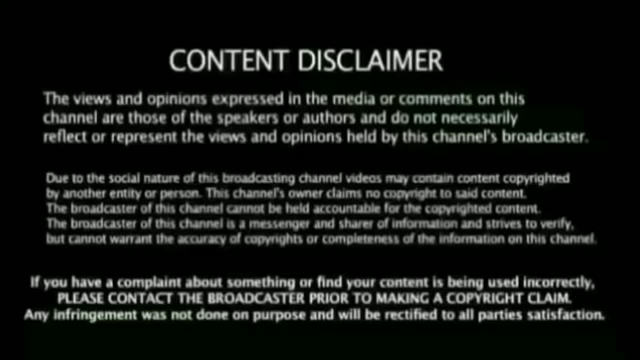 CONTENT DISCLAIMER
The views and opinions expressed in the media or comments on this
channel are those of the speakers or authors and do not necessarily
reflect or represent the views and opinions held by this channel's broadcaster.
Due to the social nature of this broadcasting channel videos may contain content copyrighted
by another entity or person. This channel's owner claims no copyright to said content.
The broadcaster of this channel cannot be held accountable for the copyrighted content.
The broadcaster of this channel is a messenger and sharer of information and strives to verify,
but cannot warrant the accuracy of copyrights or completeness of the information on this channel.
If you have a complaint about something or find your content is being used incorrectly,
PLEASE CONTACT THE BROADCASTER PRIOR TO MAKING A COPYRIGHT CLAIM.
Any infringement was not done on purpose and will be rectified to all parties satisfaction.